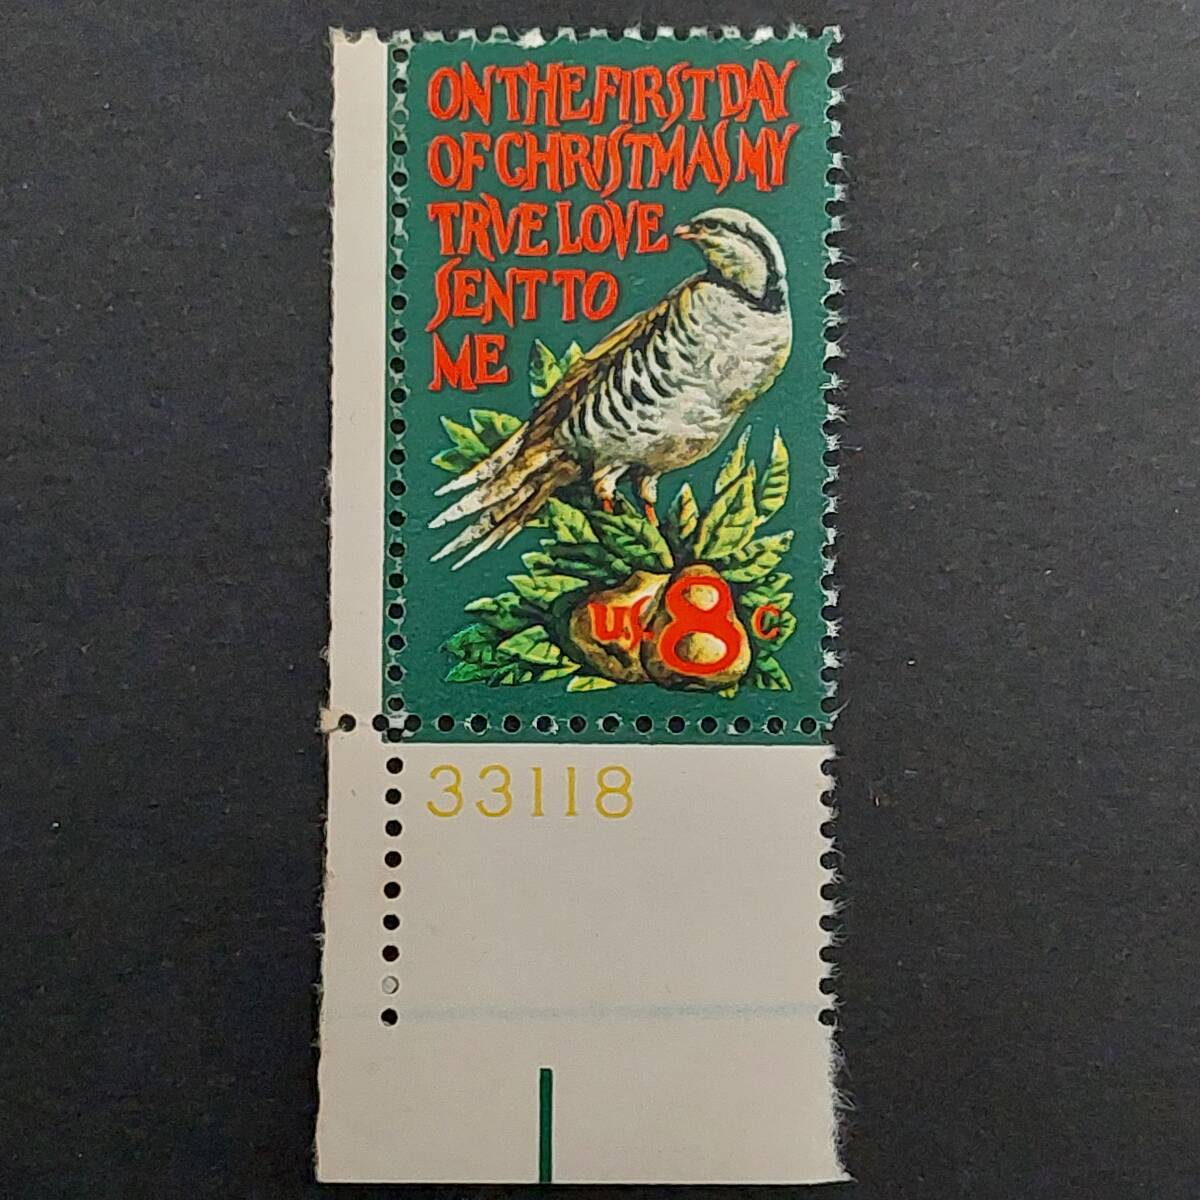 ON THE FIRST DAY
OF CHRISTMAS MY
TRVE LOVE
SENT TO
ME
U.S. 8 C
33118